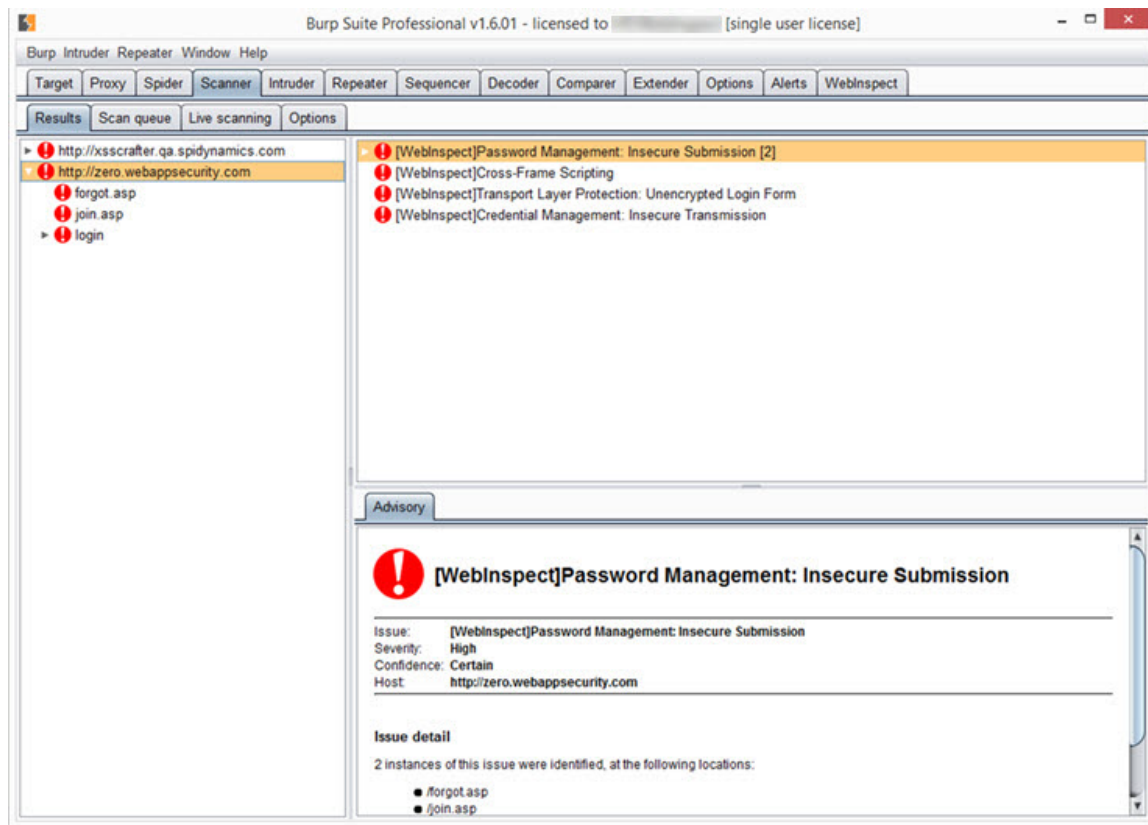 Burp Suite Professional v1.6.01 - licensed to [single user license]
Burp Intruder Repeater Window Help
Target Proxy Spider Scanner Intruder Repeater Sequencer Decoder Comparer Extender Options Alerts WebInspect
Results Scan queue Live scanning Options
http://xsscrafter.qa.spidynamics.com
http://zero.webappsecurity.com
forgot.asp
join.asp
login
[WebInspect]Password Management: Insecure Submission [2]
[WebInspect]Cross-Frame Scripting
[WebInspect]Transport Layer Protection: Unencrypted Login Form
[WebInspect]Credential Management: Insecure Transmission
Advisory
[WebInspect]Password Management: Insecure Submission
Issue: [WebInspect]Password Management: Insecure Submission
Severity: High
Confidence: Certain
Host: http://zero.webappsecurity.com
Issue detail
2 instances of this issue were identified, at the following locations:
/forgot.asp
/join.asp